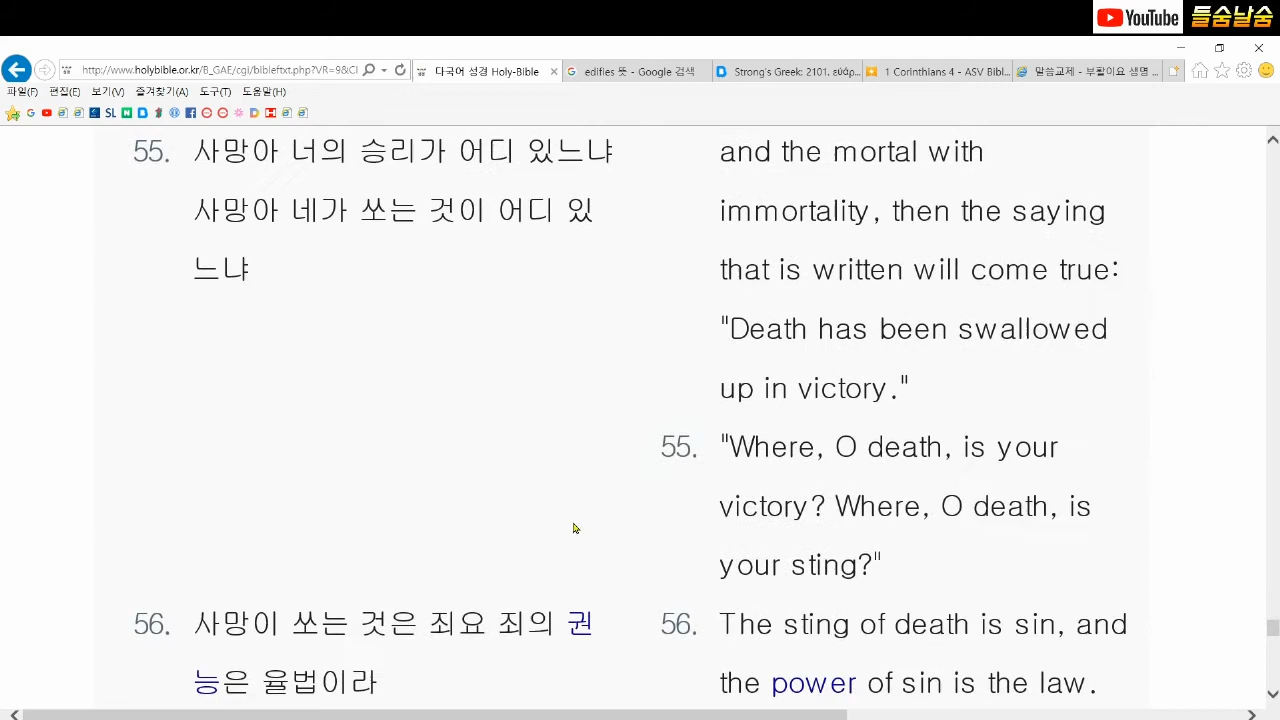 YouTube 들숨날숨
http://www.holybible.or.kr/B_GAE/cgi/bibleftxt.php?VR=9&CI
다국어 성경 Holy-Bible
edifies 뜻 - Google 검색
Strong's Greek: 2101. εὐάρ...
1 Corinthians 4 - ASV Bibl...
말씀교제 - 부활이요 생명 ...
파일(F) 편집(E) 보기(V) 즐겨찾기(A) 도구(T) 도움말(H)
SL
55. 사망아 너의 승리가 어디 있느냐
사망아 네가 쏘는 것이 어디 있
느냐
56. 사망이 쏘는 것은 죄요 죄의 권
능은 율법이라
and the mortal with
immortality, then the saying
that is written will come true:
"Death has been swallowed
up in victory."
55. "Where, O death, is your
victory? Where, O death, is
your sting?"
56. The sting of death is sin, and
the power of sin is the law.